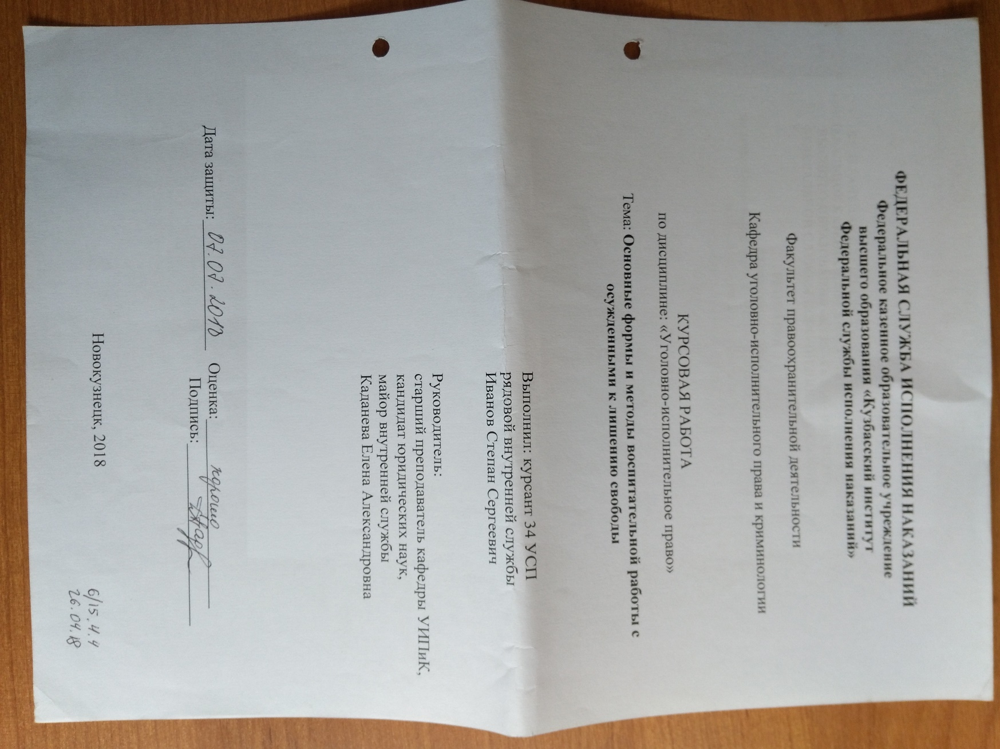 ФЕДЕРАЛЬНАЯ СЛУЖБА ИСПОЛНЕНИЯ НАКАЗАНИЙ
Федеральное казенное образовательное учреждение
высшего образования «Кузбасский институт
Федеральной службы исполнения наказаний»
Факультет правоохранительной деятельности
Кафедра уголовно-исполнительного права и криминологии
КУРСОВАЯ РАБОТА
по дисциплине: «Уголовно-исполнительное право»
Тема: Основные формы и методы воспитательной работы с
осужденными к лишению свободы
Выполнил: курсант 34 УСП
рядовой внутренней службы
Иванов Степан Сергеевич
Руководитель:
старший преподаватель кафедры УИПиК,
кандидат юридических наук,
майор внутренней службы
Каданева Елена Александровна
Дата защиты: 07.07.2018 Оценка: хорошо
Подпись:
Новокузнецк, 2018
6/15.4.4
26.04.18